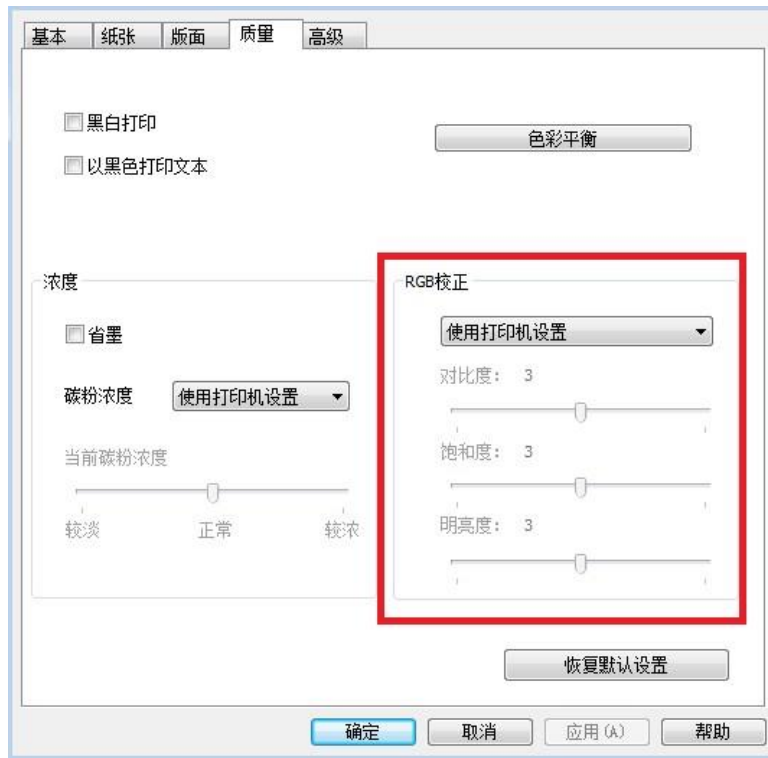 基本 纸张 版面 质量 高级
黑白打印
色彩平衡
以黑色打印文本
浓度
RGB校正
省墨
使用打印机设置
对比度: 3
碳粉浓度 使用打印机设置
饱和度: 3
当前碳粉浓度
较淡 正常 较浓
明亮度: 3
恢复默认设置
确定 取消 应用(A) 帮助